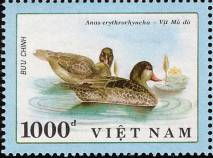 Anas erythrorhyncha - Vịt Mỏ đỏ
BƯU CHÍNH
1000đ
VIỆT NAM